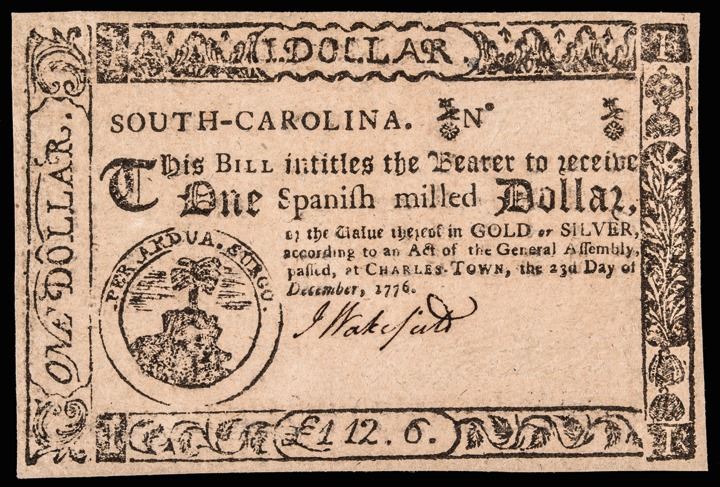 I. DOLLAR.
ONE DOLLAR.
SOUTH-CAROLINA. No
This BILL intitles the Bearer to receive
One Spanish milled Dollar,
or the Value thereof in GOLD or SILVER,
according to an Act of the General Assembly,
passed, at CHARLES-TOWN, the 23d Day of
December, 1776.
PER ARDUA. SURGO.
J Wakefield
£1 12. 6.